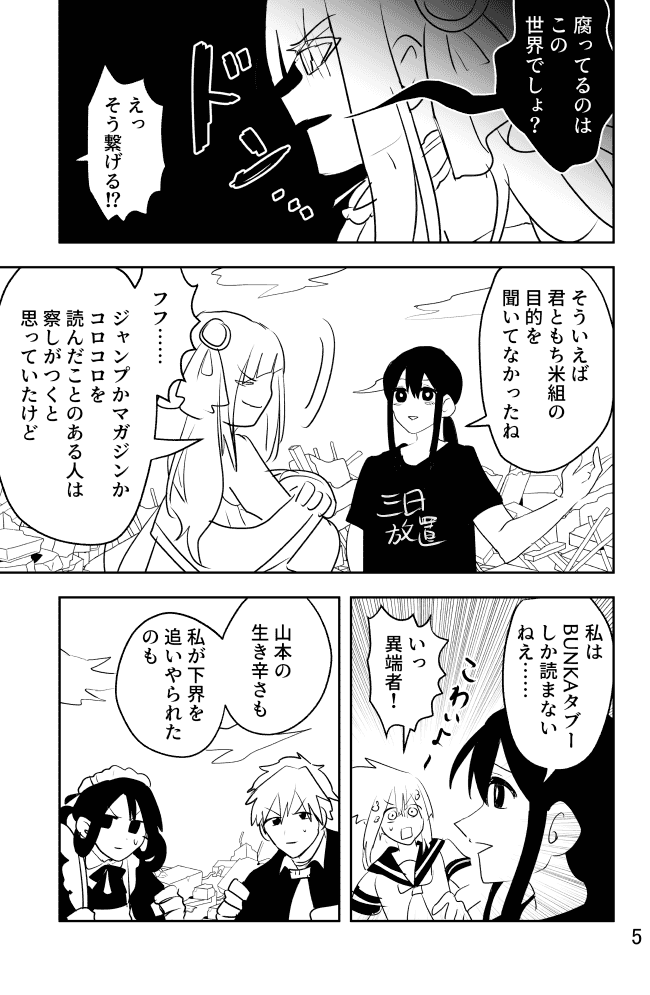 腐ってるのは
この
世界でしょ？
ドン…
えっ
そう繋げる!?
そういえば
君ともち米組の
目的を
聞いてなかったね
三日
放置
フフ……
ジャンプかマガジンか
コロコロを
読んだことのある人は
察しがつくと
思っていたけど
私は
BUNKAタブー
しか読まない
ねえ……
こわいよー
いっ
異端者！
山本の
生き辛さも
私が下界を
追いやられた
のも
5